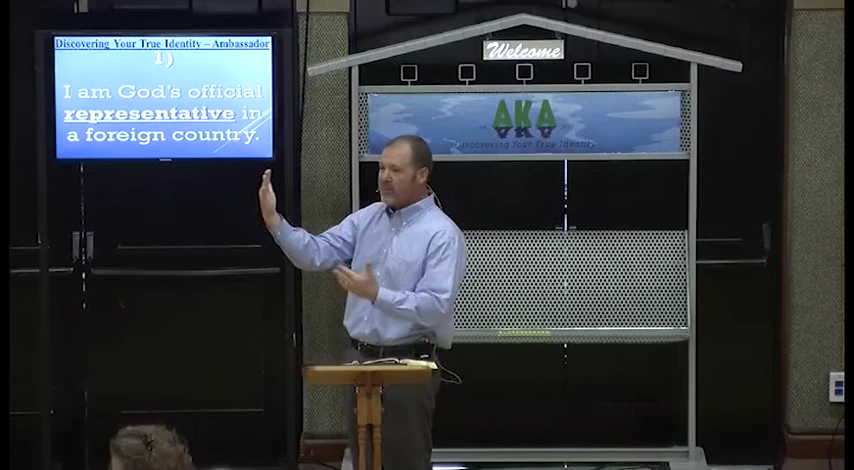 Discovering Your True Identity – Ambassador
1)
I am God's official
representative in
a foreign country.
Welcome
AKA
Discovering Your True Identity